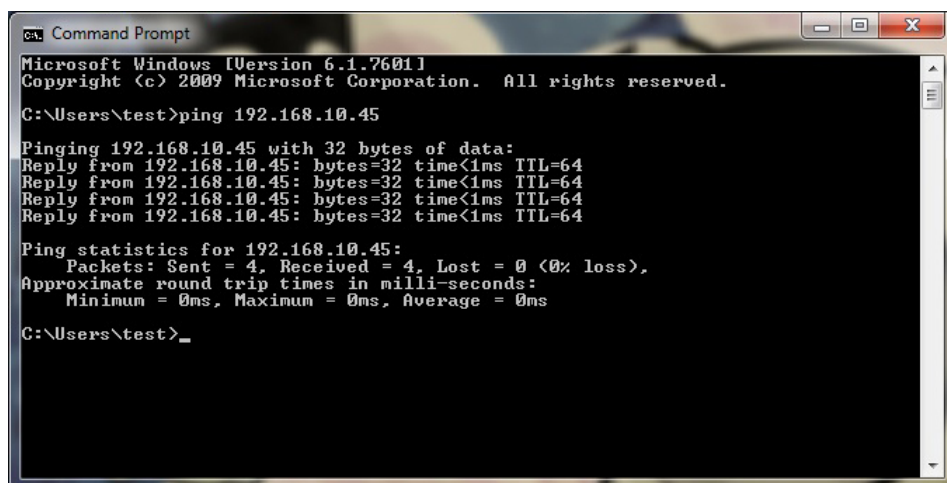 Command Prompt
Microsoft Windows [Version 6.1.7601]
Copyright (c) 2009 Microsoft Corporation.  All rights reserved.
C:\Users\test>ping 192.168.10.45
Pinging 192.168.10.45 with 32 bytes of data:
Reply from 192.168.10.45: bytes=32 time<1ms TTL=64
Reply from 192.168.10.45: bytes=32 time<1ms TTL=64
Reply from 192.168.10.45: bytes=32 time<1ms TTL=64
Reply from 192.168.10.45: bytes=32 time<1ms TTL=64
Ping statistics for 192.168.10.45:
    Packets: Sent = 4, Received = 4, Lost = 0 (0% loss),
Approximate round trip times in milli-seconds:
    Minimum = 0ms, Maximum = 0ms, Average = 0ms
C:\Users\test>_